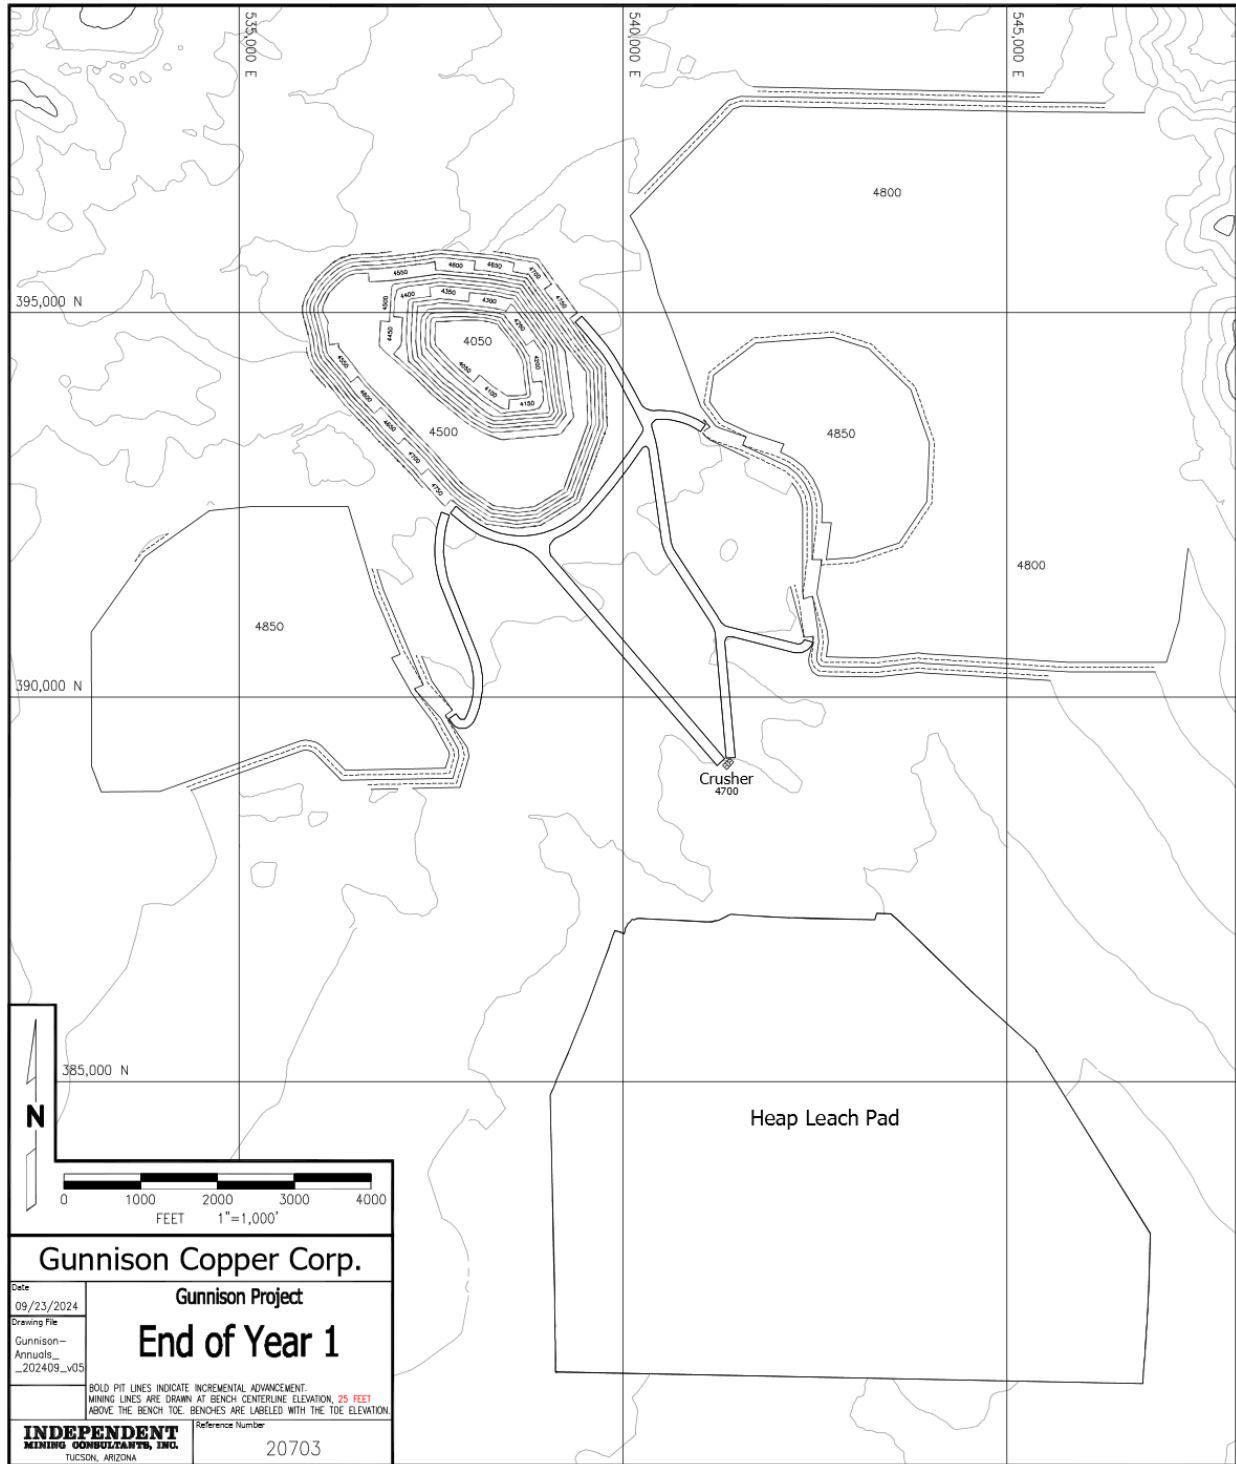 535,000 E
540,000 E
545,000 E
4800
4550
4600
4650
4700
4750
395,000 N
4500
4400
4350
4300
4250
4450
4050
4200
4050
4100
4150
4550
4600
4650
4700
4750
4500
4850
4800
4850
390,000 N
Crusher
4700
385,000 N
Heap Leach Pad
N
0 1000 2000 3000 4000
FEET 1"=1,000'
Gunnison Copper Corp.
Date
09/23/2024
Gunnison Project
End of Year 1
Drawing File
Gunnison-
Annuals_
_202409_v05
BOLD PIT LINES INDICATE INCREMENTAL ADVANCEMENT.
MINING LINES ARE DRAWN AT BENCH CENTERLINE ELEVATION, 25 FEET
ABOVE THE BENCH TOE. BENCHES ARE LABELED WITH THE TOE ELEVATION.
INDEPENDENT
MINING CONSULTANTS, INC.
TUCSON, ARIZONA
Reference Number
20703